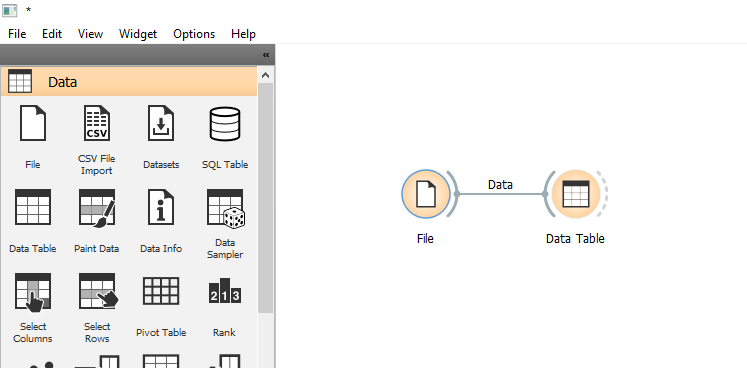 *
File Edit View Widget Options Help
«
Data
File
CSV
CSV File
Import
Datasets
SQL Table
Data Table
Paint Data
Data Info
Data
Sampler
Select
Columns
Select
Rows
Pivot Table
2 1 3
Rank
Data
File
Data Table